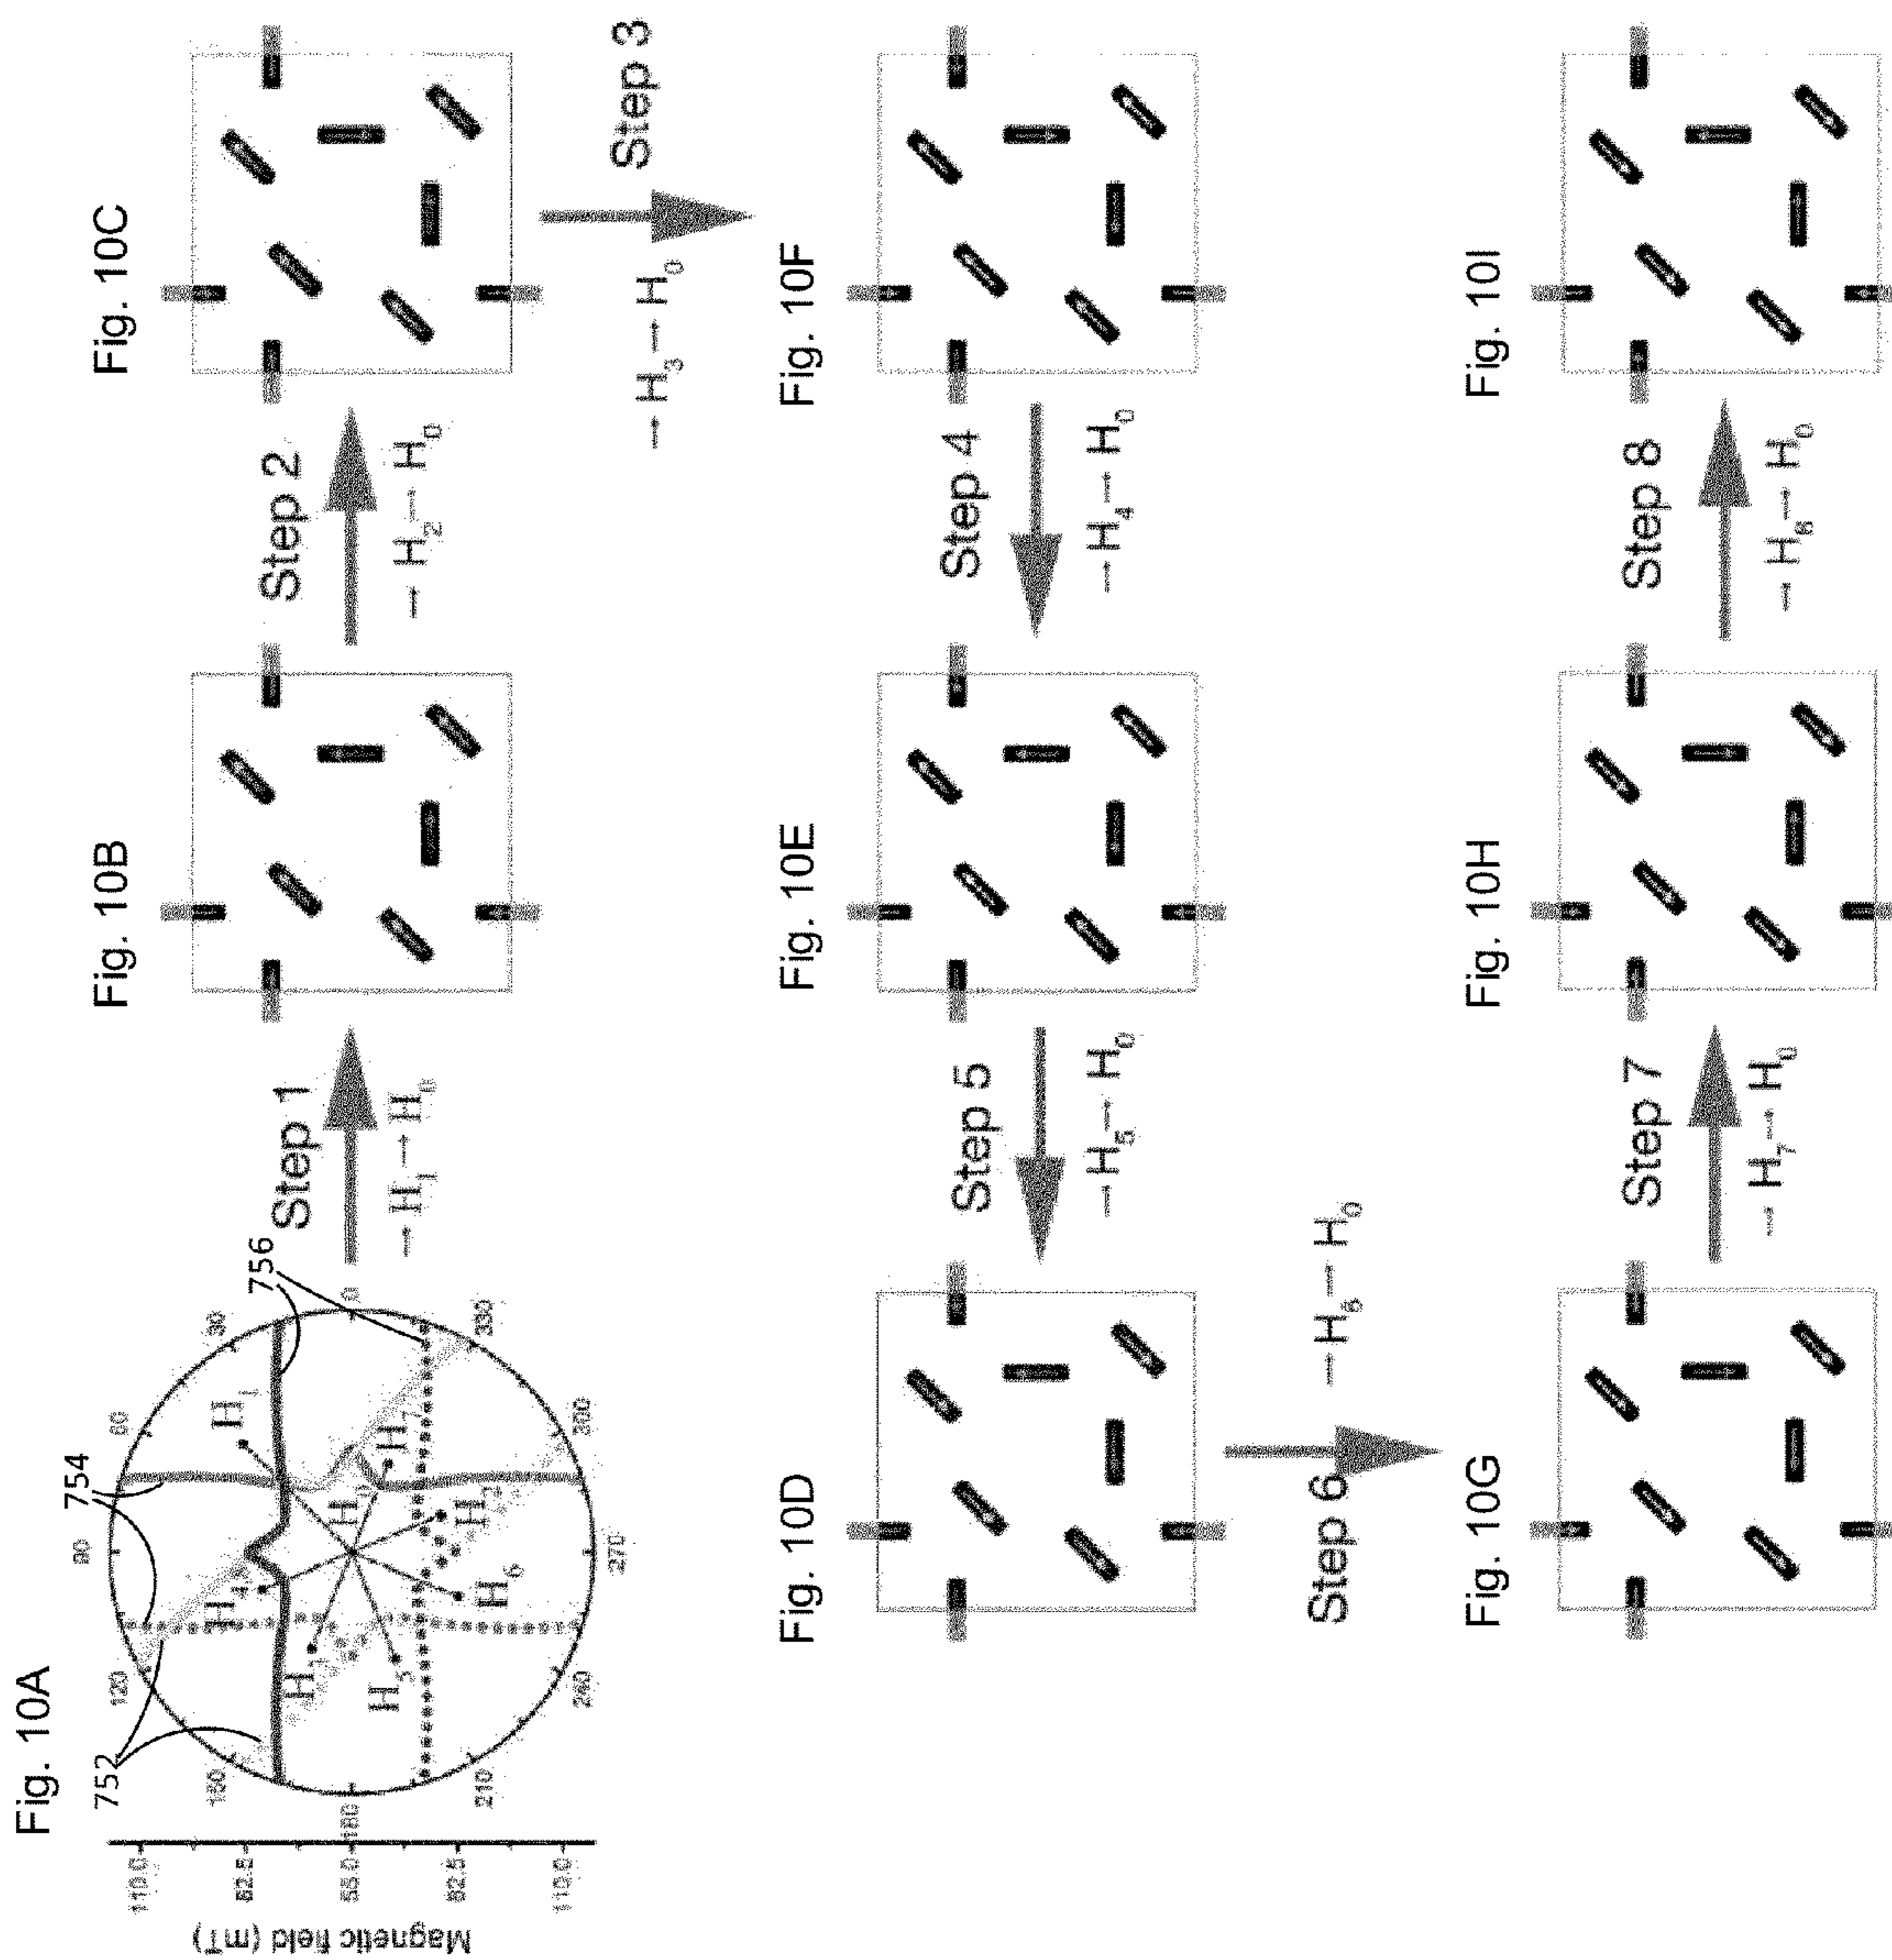 Fig. 10A
Magnetic field (mT)
110.0
82.5
55.0
82.5
110.0
0
30
60
90
120
150
180
210
240
270
300
330
752
754
756
H₁
H₂
H₃
H₄
H₅
H₆
H₇
Step 1
→H₁→H₀
Fig. 10B
Step 2
→H₂→H₀
Fig. 10C
Step 3
→H₃→H₀
Fig. 10F
Step 4
→H₄→H₀
Fig. 10E
Step 5
→H₅→H₀
Fig. 10D
Step 6
→H₆→H₀
Fig. 10G
Step 7
→H₇→H₀
Fig. 10H
Step 8
→H₆→H₀
Fig. 10I